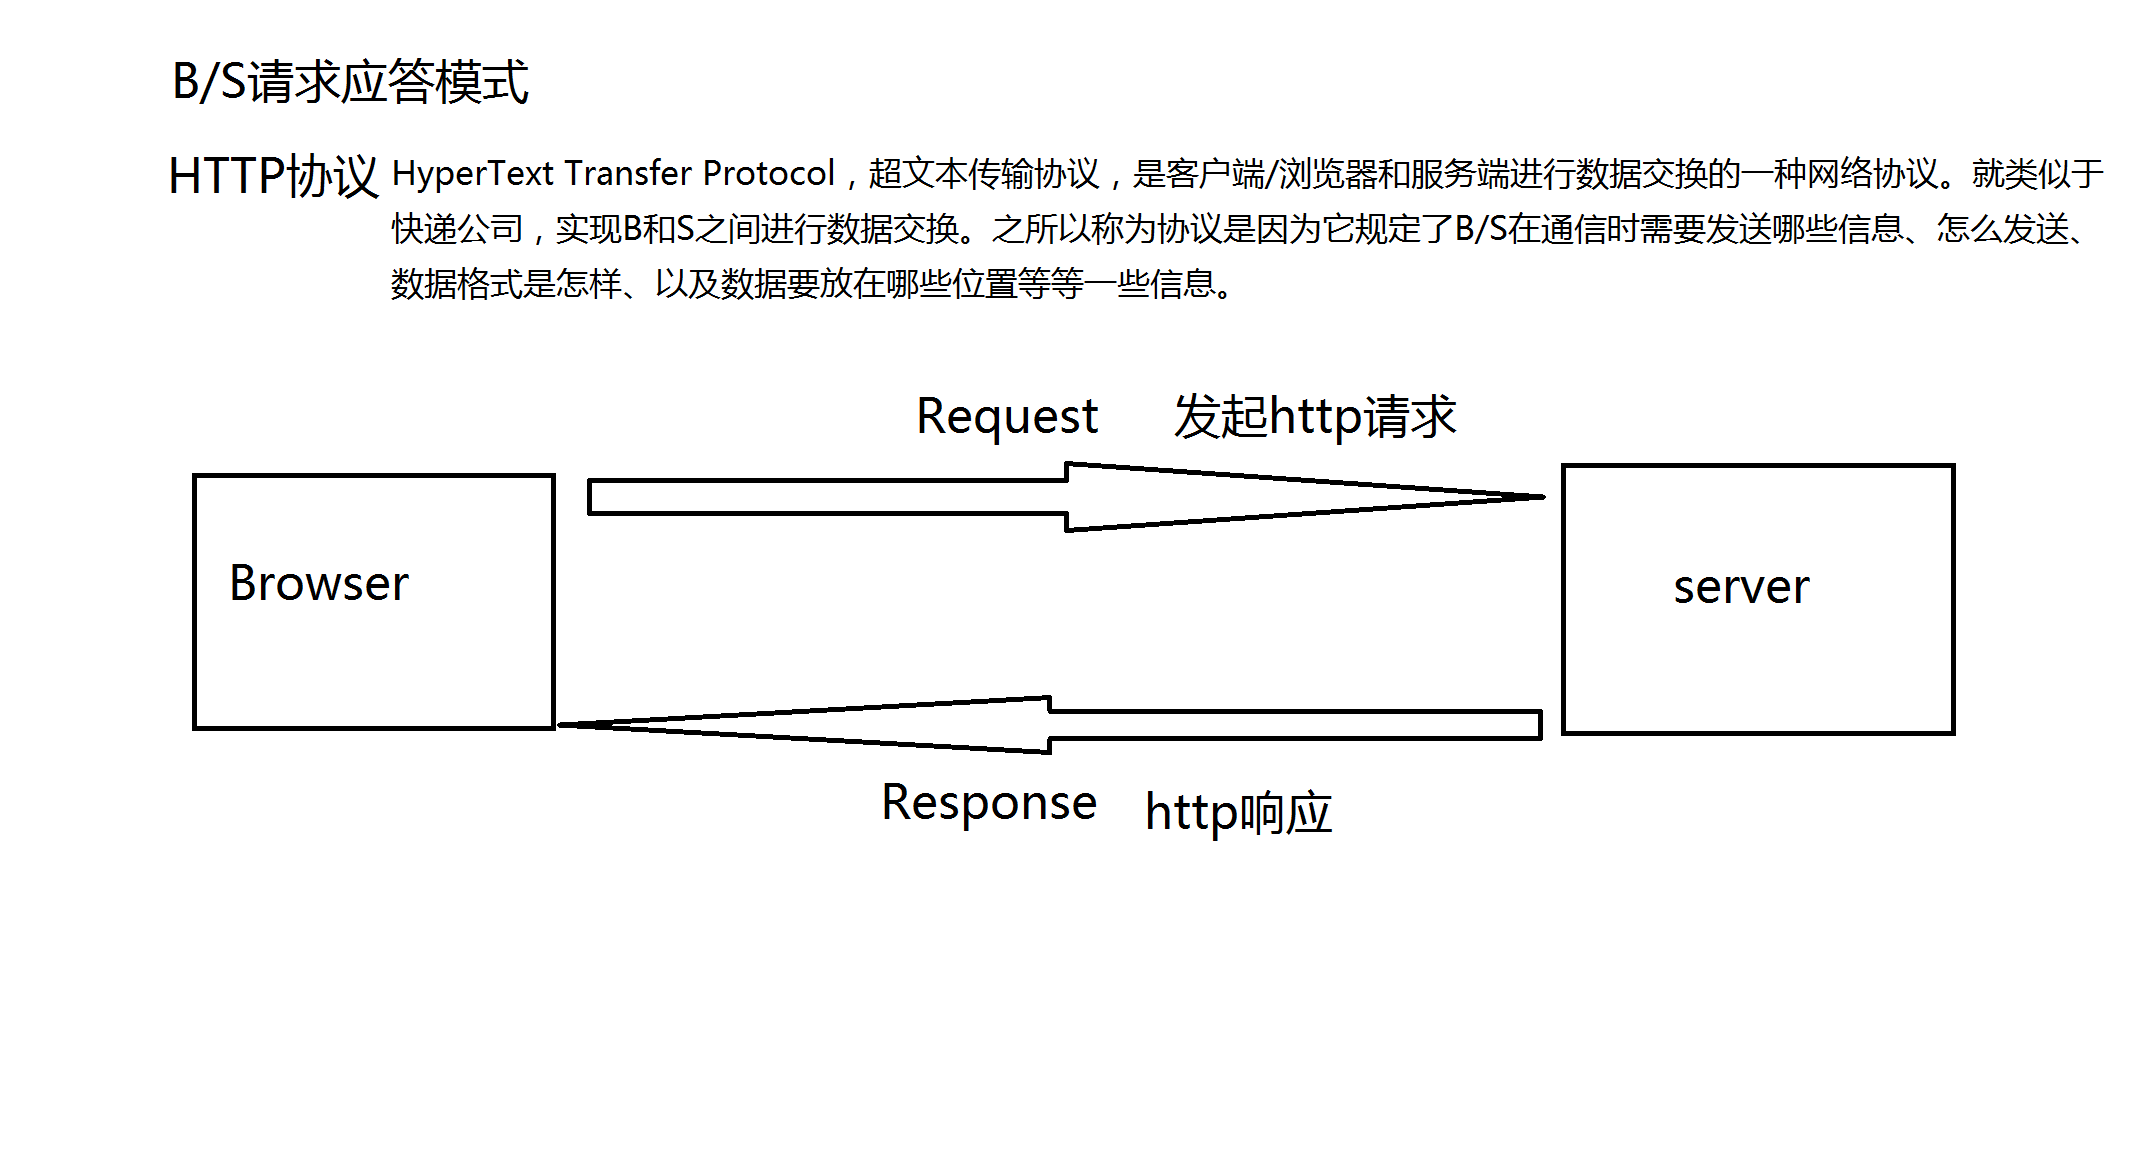 B/S请求应答模式
HTTP协议 HyperText Transfer Protocol，超文本传输协议，是客户端/浏览器和服务端进行数据交换的一种网络协议。就类似于
快递公司，实现B和S之间进行数据交换。之所以称为协议是因为它规定了B/S在通信时需要发送哪些信息、怎么发送、
数据格式是怎样、以及数据要放在哪些位置等等一些信息。
Request 发起http请求
Browser
server
Response http响应